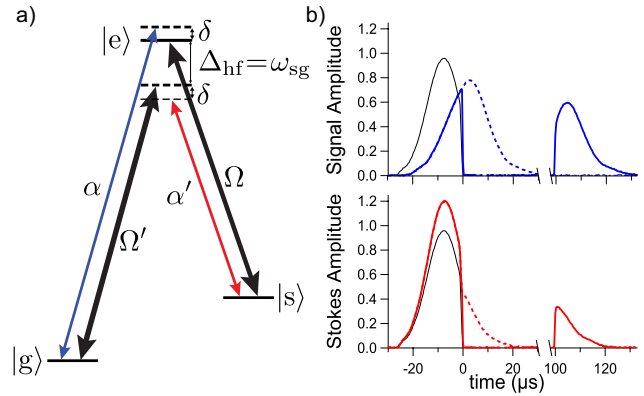 a)
|e⟩
δ
Δhf=ωsg
δ
α
Ω′
α′
Ω
|s⟩
|g⟩
b)
Signal Amplitude
1.2
1.0
0.8
0.6
0.4
0.2
0.0
Stokes Amplitude
1.2
1.0
0.8
0.6
0.4
0.2
0.0
-20 0 20 100 120
time (µs)